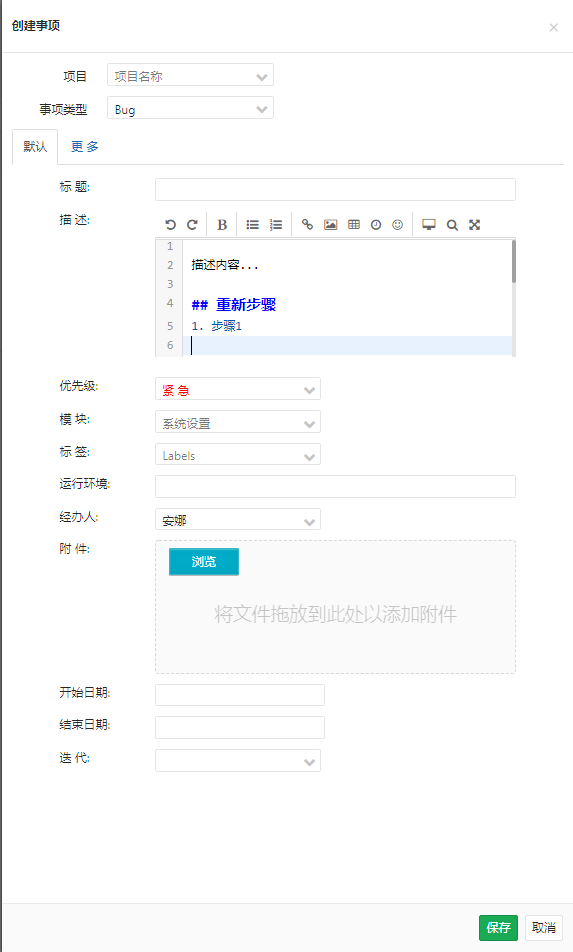 创建事项 ×
项目 项目名称
事项类型 Bug
默认 更 多
标 题:
描 述: B
1
2 描述内容...
3
4 ## 重新步骤
5 1. 步骤1
6
优先级: 紧 急
模 块: 系统设置
标 签: Labels
运行环境:
经办人: 安娜
附 件: 浏览
将文件拖放到此处以添加附件
开始日期:
结束日期:
迭 代:
保存 取消